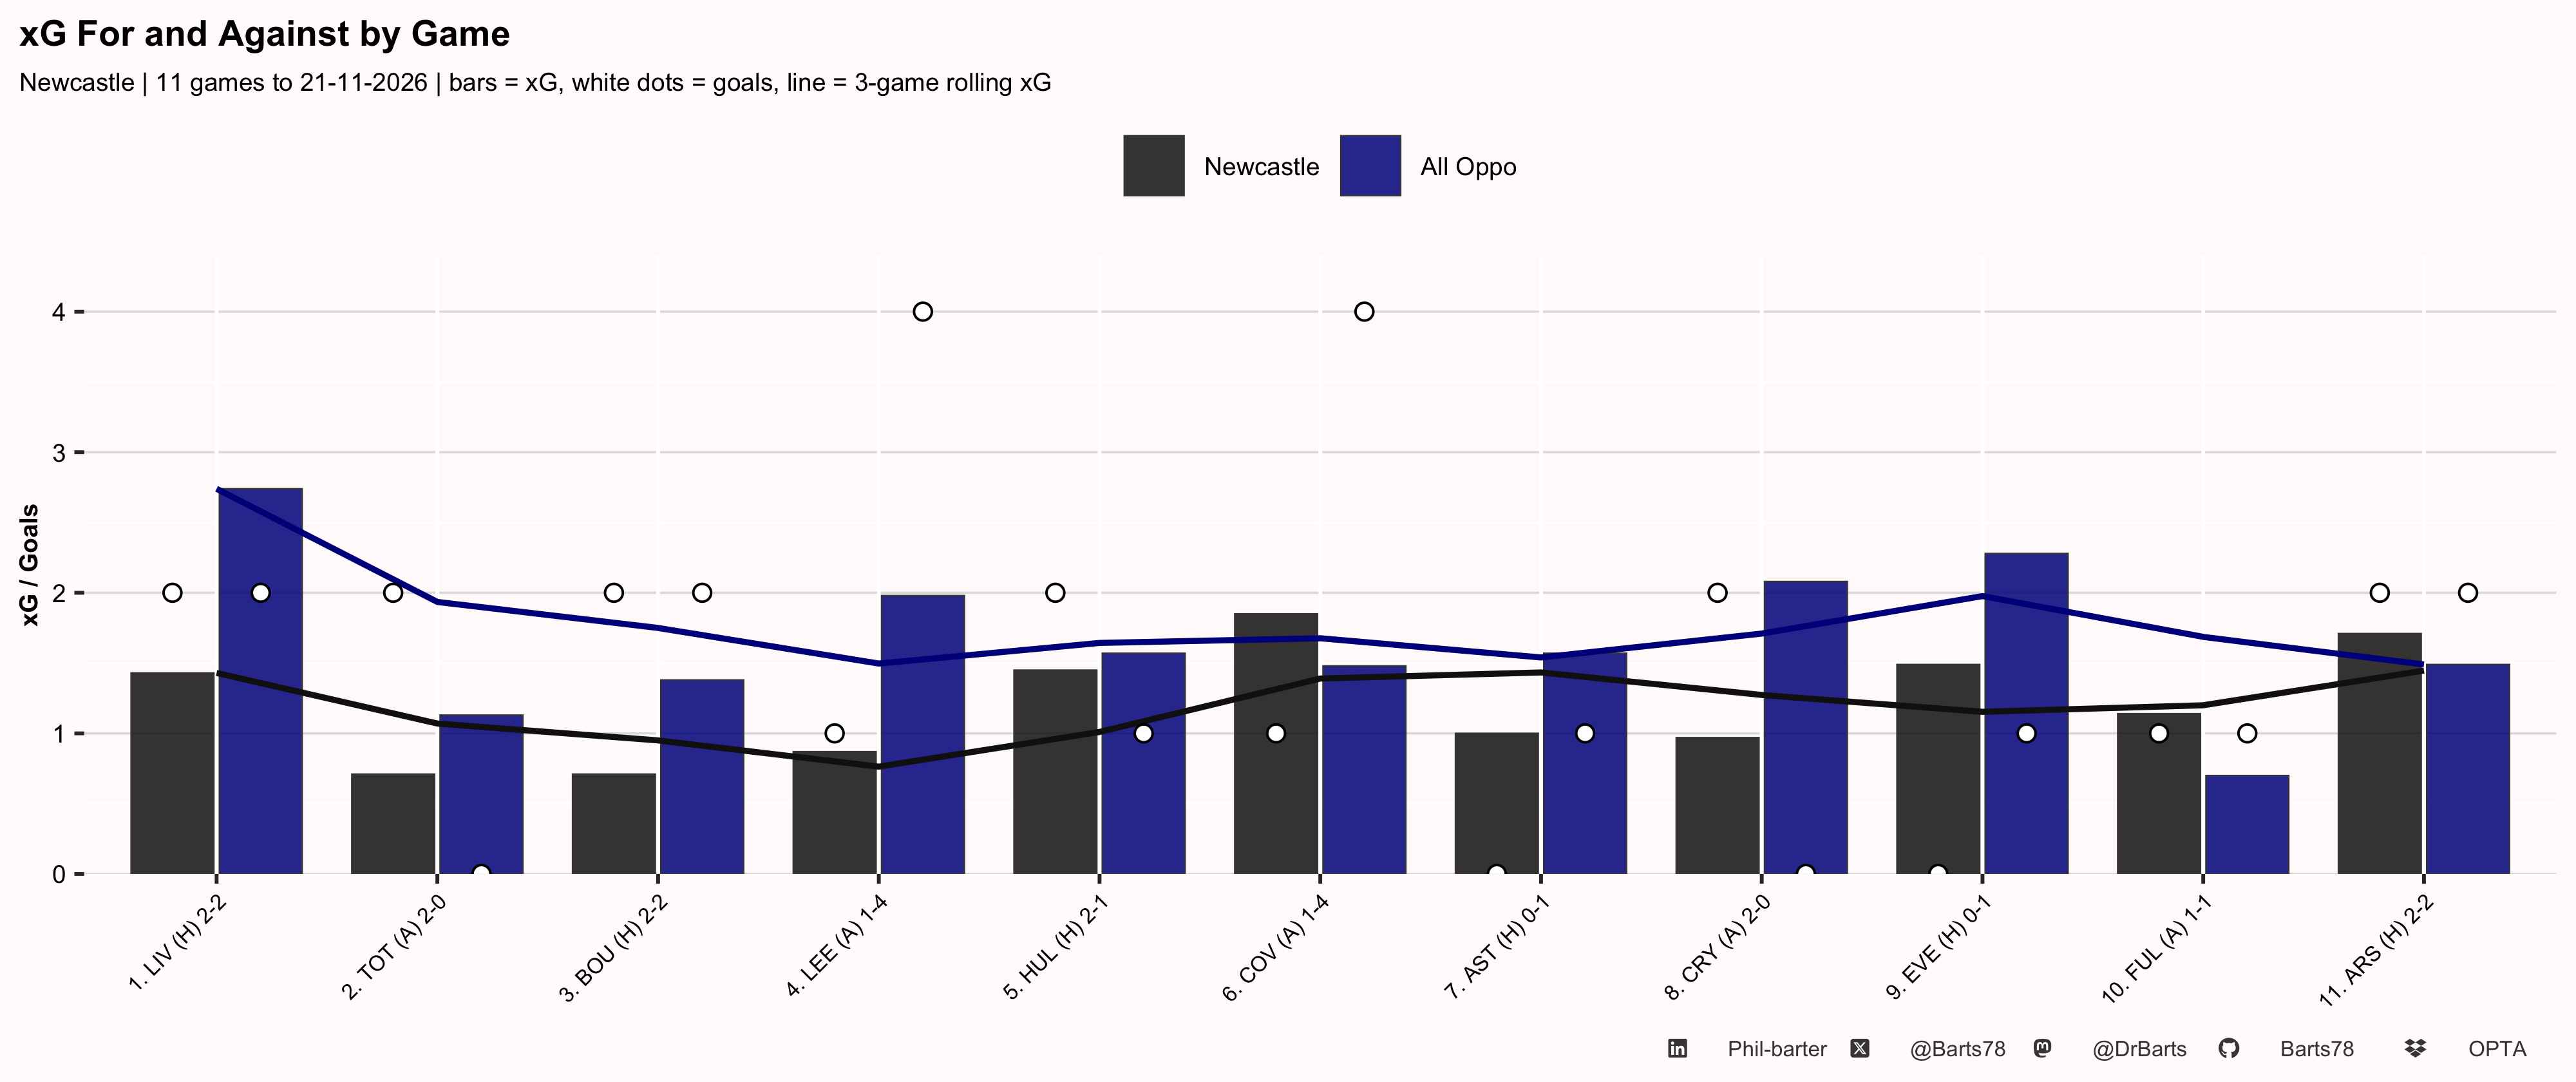 xG For and Against by Game
Newcastle | 11 games to 21-11-2026 | bars = xG, white dots = goals, line = 3-game rolling xG
Newcastle All Oppo
xG / Goals
4
3
2
1
0
1. LIV (H) 2-2
2. TOT (A) 2-0
3. BOU (H) 2-2
4. LEE (A) 1-4
5. HUL (H) 2-1
6. COV (A) 1-4
7. AST (H) 0-1
8. CRY (A) 2-0
9. EVE (H) 0-1
10. FUL (A) 1-1
11. ARS (H) 2-2
Phil-barter @Barts78 @DrBarts Barts78 OPTA